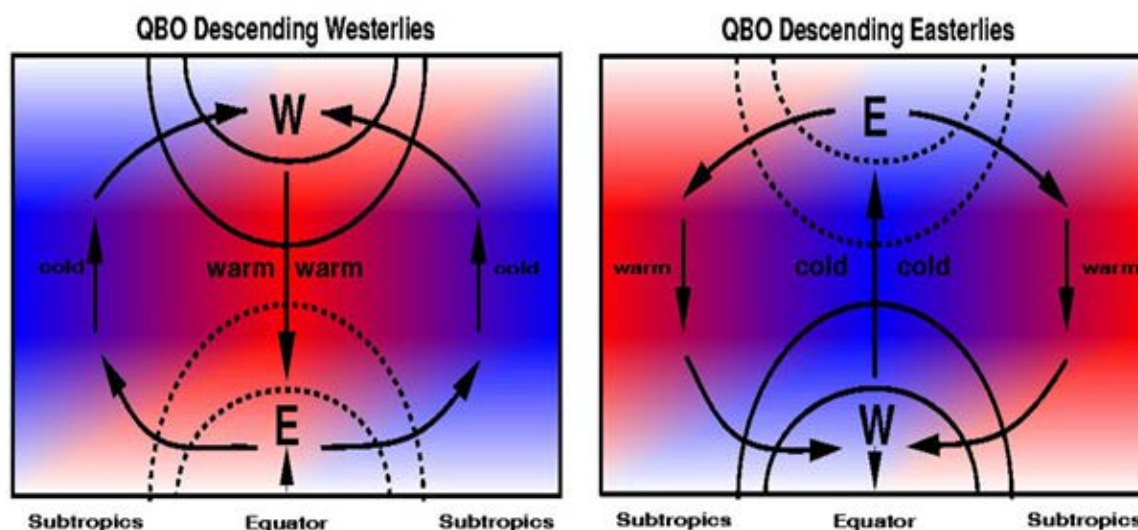 QBO Descending Westerlies
W
cold warm warm cold
E
Subtropics Equator Subtropics
QBO Descending Easterlies
E
warm cold cold warm
W
Subtropics Equator Subtropics